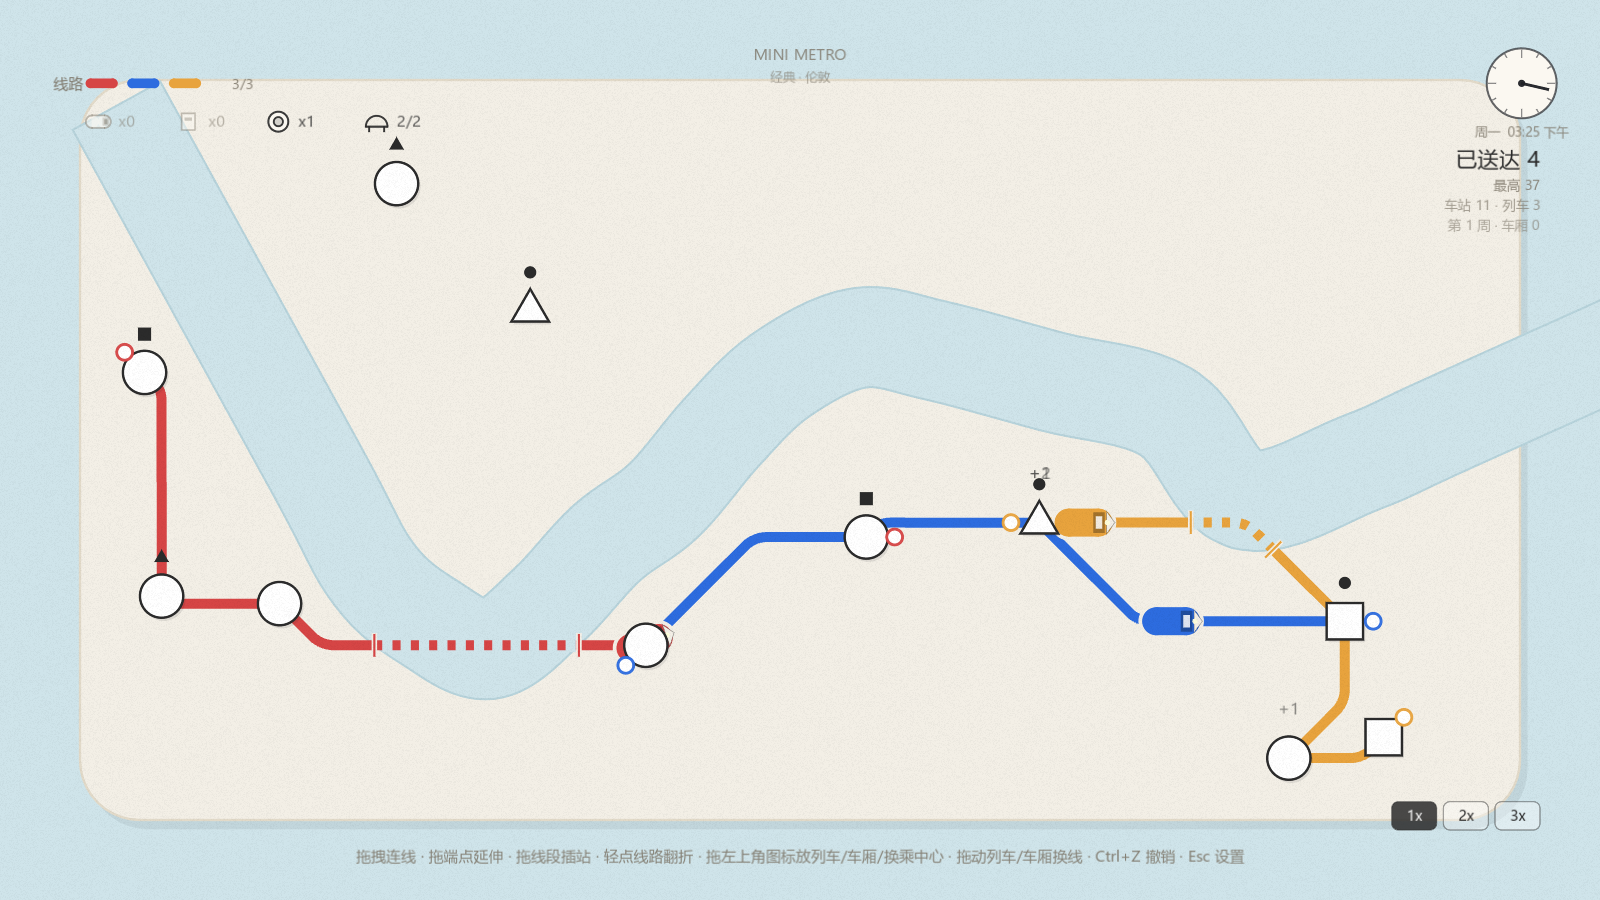 MINI METRO
经典 · 伦敦
线路
3/3
x0
x0
x1
2/2
周一 03:25 下午
已送达 4
最高 37
车站 11 · 列车 3
第 1 周 · 车厢 0
+1
1x
2x
3x
拖拽连线 · 拖端点延伸 · 拖线段插站 · 轻点线路翻折 · 拖左上角图标放列车/车厢/换乘中心 · 拖动列车/车厢换线 · Ctrl+Z 撤销 · Esc 设置